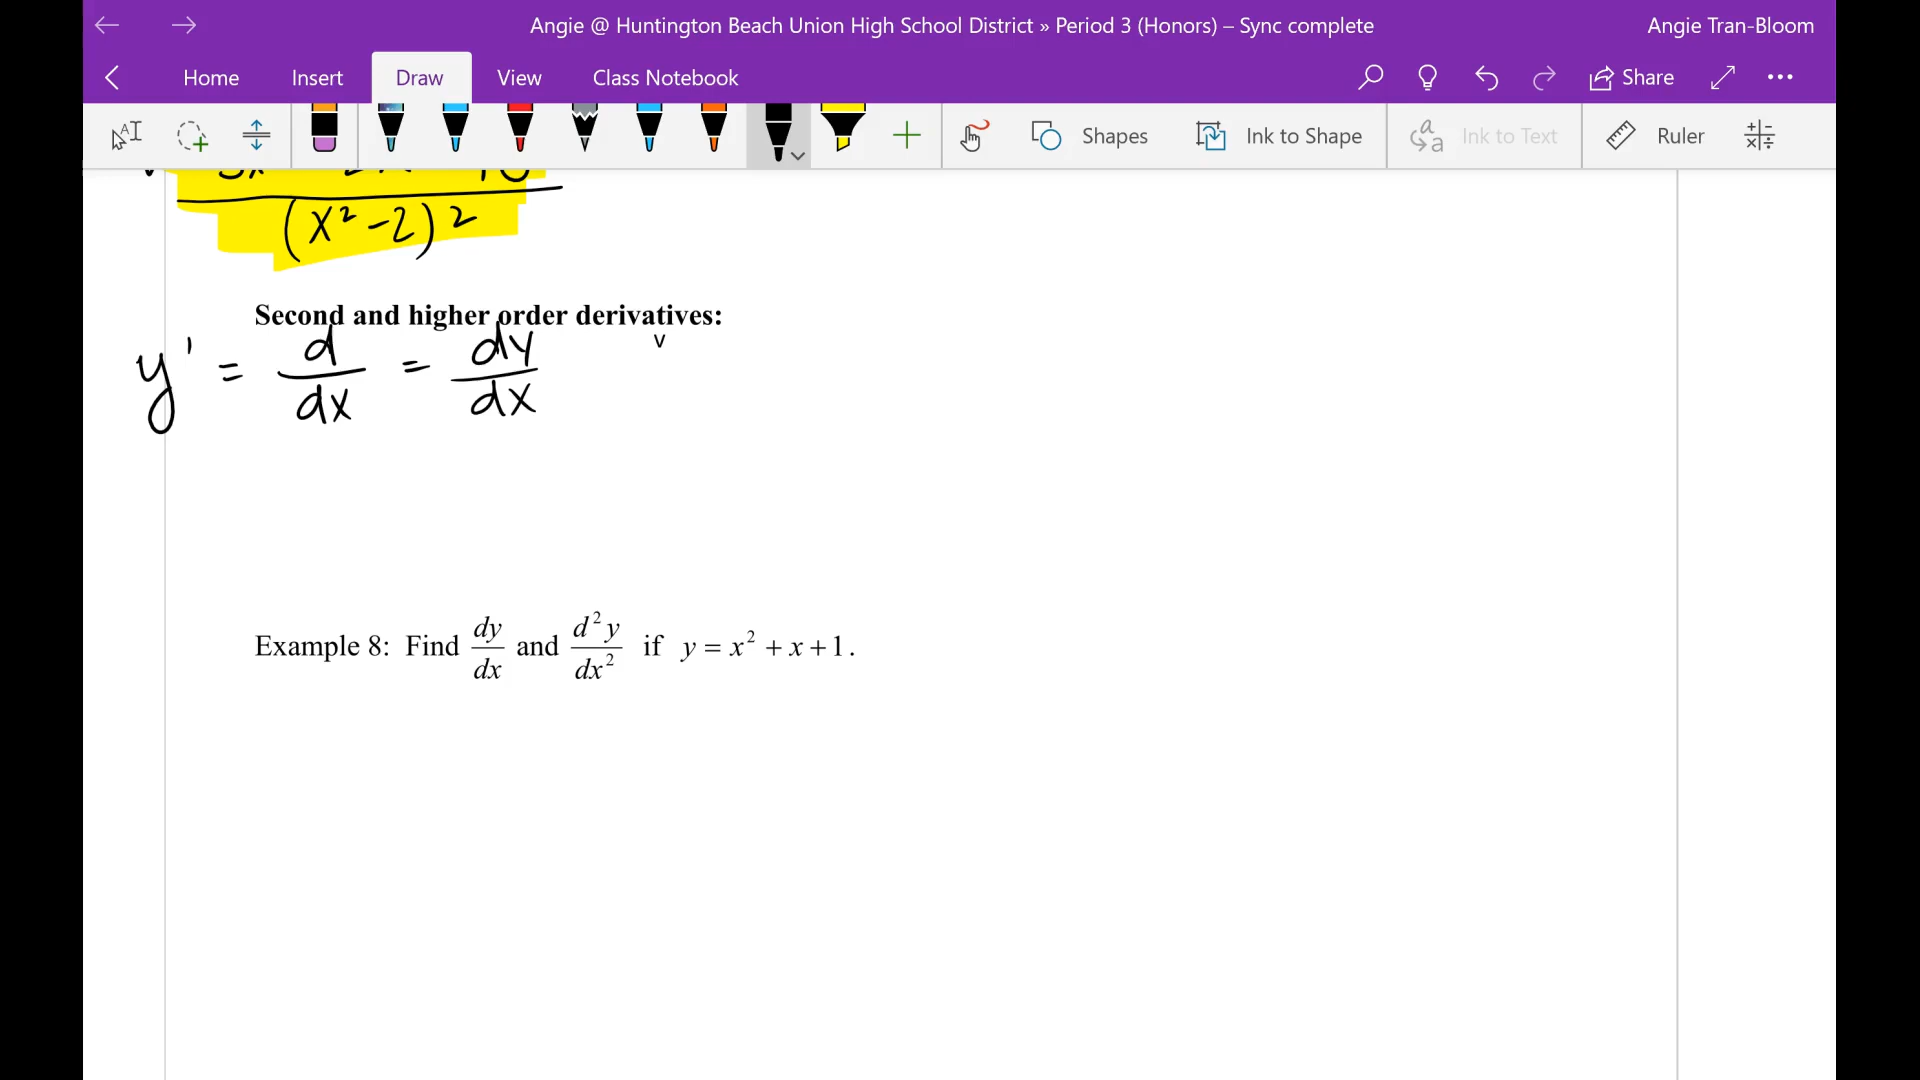 Angie @ Huntington Beach Union High School District » Period 3 (Honors) – Sync complete
Angie Tran-Bloom
Home Insert Draw View Class Notebook Share
Shapes Ink to Shape Ink to Text Ruler
(x² -2)²
Second and higher order derivatives:
y' = d/dx = dy/dx
Example 8: Find dy/dx and d²y/dx² if y = x² + x + 1.